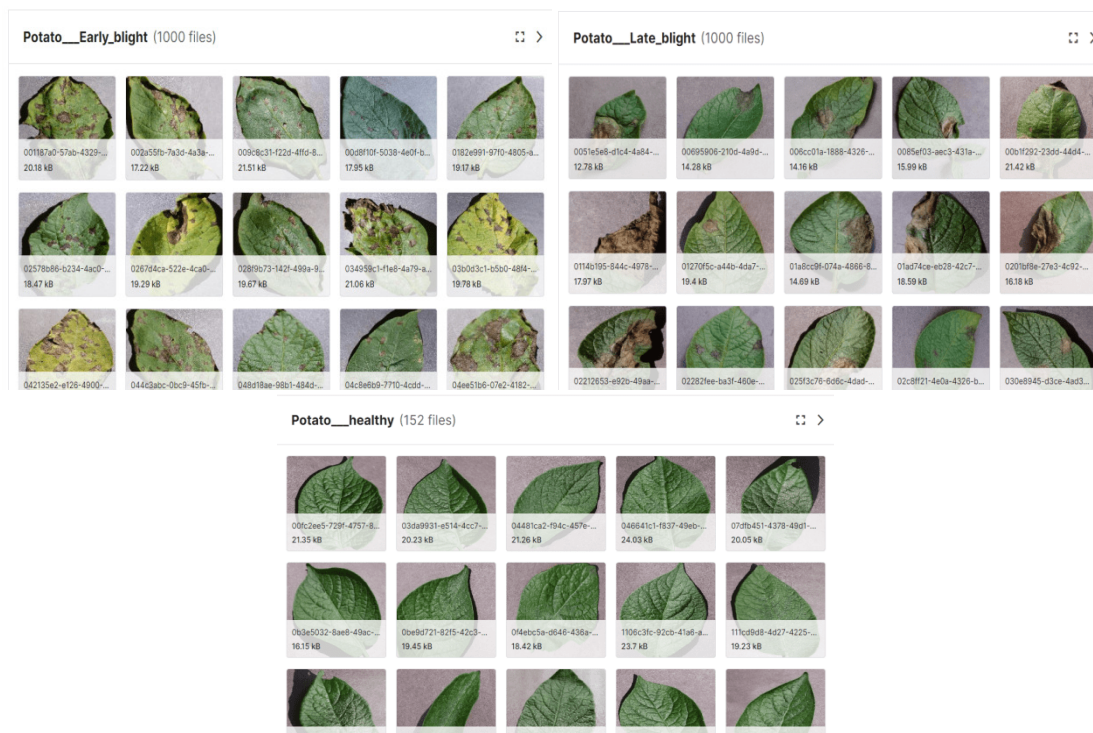 Potato___Early_blight (1000 files)
001187a0-57ab-4329-...
20.18 kB
002a55fb-7a3d-4a3a-...
17.22 kB
009c8c31-f22d-4ffd-8...
21.51 kB
00d8f10f-5038-4e0f-b...
17.95 kB
0182e991-97f0-4805-a...
19.17 kB
02578b86-b234-4ac0-...
18.47 kB
0267d4ca-522e-4ca0-...
19.29 kB
028f9b73-142f-499a-9...
19.67 kB
034959c1-f1e8-4a79-a...
21.06 kB
03b0d3c1-b5b0-48f4-...
19.78 kB
042135e2-e126-4900-...
044c3abc-0bc9-45fb-...
048d18ae-98b1-484d-...
04c8e6b9-7710-4cdd-...
04ee51b6-07e2-4182-...
Potato___Late_blight (1000 files)
0051e5e8-d1c4-4a84-...
12.78 kB
00695906-210d-4a9d-...
14.28 kB
006cc01a-1888-4326-...
14.16 kB
0085ef03-aec3-431a-...
15.99 kB
00b1f292-23dd-44d4-...
21.42 kB
0114b195-844c-4978-...
17.97 kB
01270f5c-a44b-4da7-...
19.4 kB
01a8cc9f-074a-4866-8...
14.69 kB
01ad74ce-eb28-42c7-...
18.59 kB
0201bf8e-27e3-4c92-...
16.18 kB
02212653-e92b-49aa-...
02282fee-ba3f-460e-...
025f3c76-6d6c-4dad-...
02c8ff21-4e0a-4326-b...
030e8945-d3ce-4ad3...
Potato___healthy (152 files)
00fc2ee5-729f-4757-8...
21.35 kB
03da9931-e514-4cc7-...
20.23 kB
04481ca2-f94c-457e-...
21.26 kB
046641c1-f837-49eb-...
24.03 kB
07dfb451-4378-49d1-...
20.05 kB
0b3e5032-8ae8-49ac-...
16.15 kB
0be9d721-82f5-42c3-...
19.45 kB
0f4ebc5a-d646-436a-...
18.42 kB
1106c3fc-92cb-41a6-a...
23.7 kB
111cd9d8-4d27-4225-...
19.23 kB